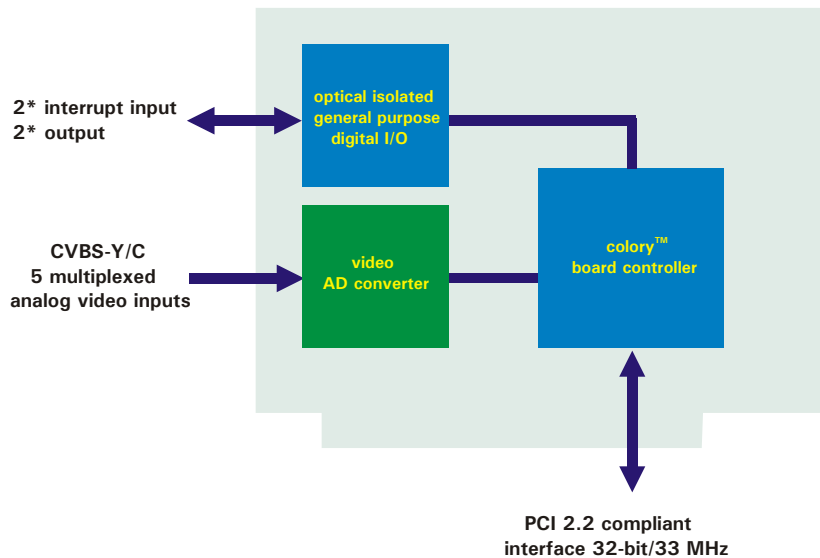 2* interrupt input
2* output
optical isolated
general purpose
digital I/O
CVBS-Y/C
5 multiplexed
analog video inputs
video
AD converter
colory™
board controller
PCI 2.2 compliant
interface 32-bit/33 MHz